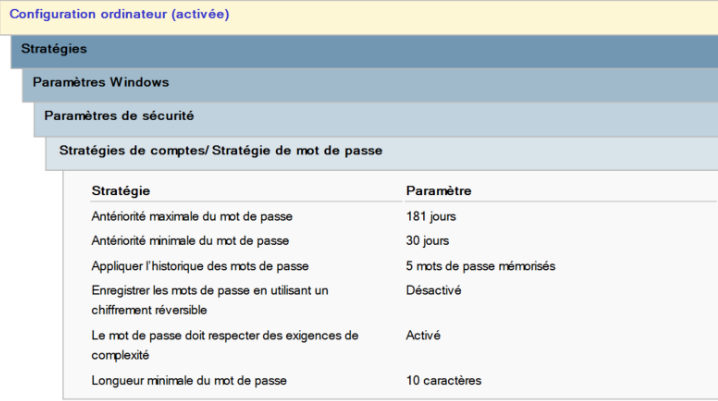 Configuration ordinateur (activée)
Stratégies
Paramètres Windows
Paramètres de sécurité
Stratégies de comptes/ Stratégie de mot de passe
Stratégie Paramètre
Antériorité maximale du mot de passe 181 jours
Antériorité minimale du mot de passe 30 jours
Appliquer l'historique des mots de passe 5 mots de passe mémorisés
Enregistrer les mots de passe en utilisant un Désactivé
chiffrement réversible
Le mot de passe doit respecter des exigences de Activé
complexité
Longueur minimale du mot de passe 10 caractères